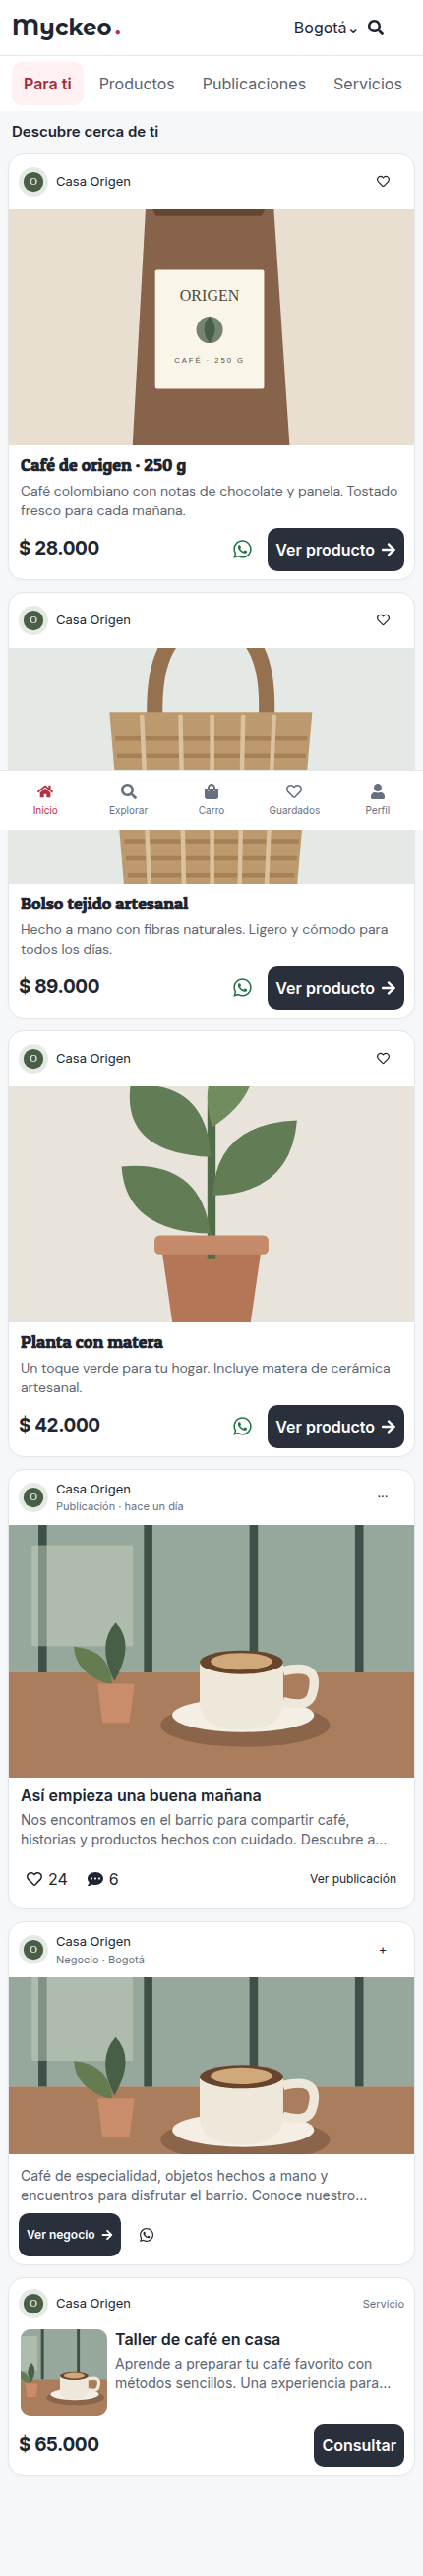 Myckeo.
Bogotá
Para ti Productos Publicaciones Servicios
Descubre cerca de ti
O Casa Origen
ORIGEN
CAFÉ · 250 G
Café de origen · 250 g
Café colombiano con notas de chocolate y panela. Tostado
fresco para cada mañana.
$ 28.000 Ver producto →
O Casa Origen
Inicio Explorar Carro Guardados Perfil
Bolso tejido artesanal
Hecho a mano con fibras naturales. Ligero y cómodo para
todos los días.
$ 89.000 Ver producto →
O Casa Origen
Planta con matera
Un toque verde para tu hogar. Incluye matera de cerámica
artesanal.
$ 42.000 Ver producto →
O Casa Origen
Publicación · hace un día
...
Así empieza una buena mañana
Nos encontramos en el barrio para compartir café,
historias y productos hechos con cuidado. Descubre a...
24 6 Ver publicación
O Casa Origen
Negocio · Bogotá
+
Café de especialidad, objetos hechos a mano y
encuentros para disfrutar el barrio. Conoce nuestro...
Ver negocio →
O Casa Origen Servicio
Taller de café en casa
Aprende a preparar tu café favorito con
métodos sencillos. Una experiencia para...
$ 65.000 Consultar